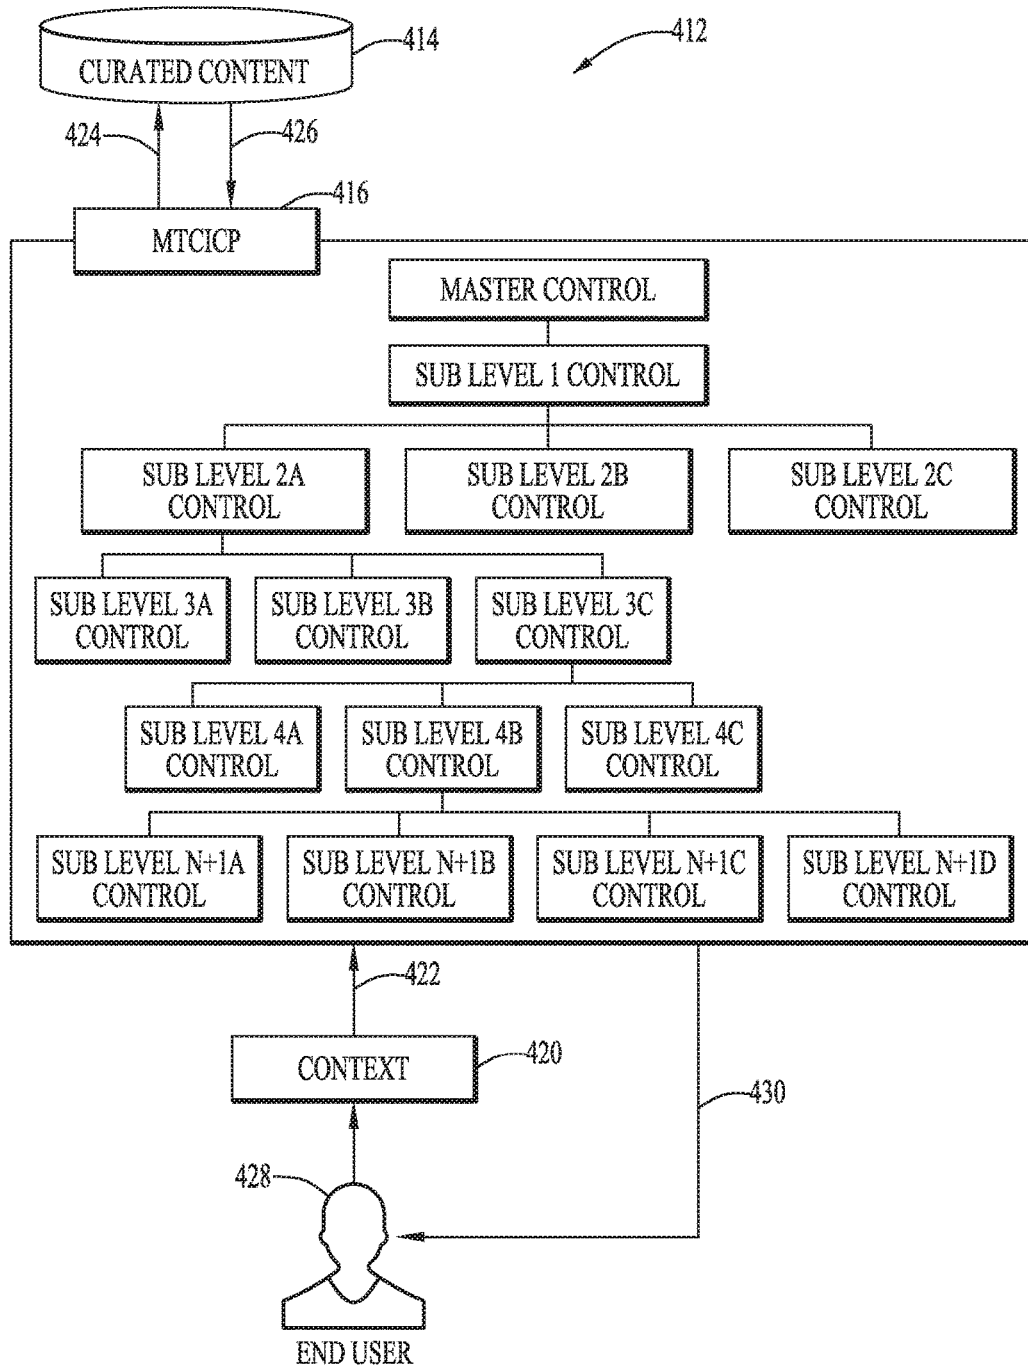 414
412
CURATED CONTENT
424
426
416
MTCICP
MASTER CONTROL
SUB LEVEL 1 CONTROL
SUB LEVEL 2A
CONTROL
SUB LEVEL 2B
CONTROL
SUB LEVEL 2C
CONTROL
SUB LEVEL 3A
CONTROL
SUB LEVEL 3B
CONTROL
SUB LEVEL 3C
CONTROL
SUB LEVEL 4A
CONTROL
SUB LEVEL 4B
CONTROL
SUB LEVEL 4C
CONTROL
SUB LEVEL N+1A
CONTROL
SUB LEVEL N+1B
CONTROL
SUB LEVEL N+1C
CONTROL
SUB LEVEL N+1D
CONTROL
422
CONTEXT
420
430
428
END USER